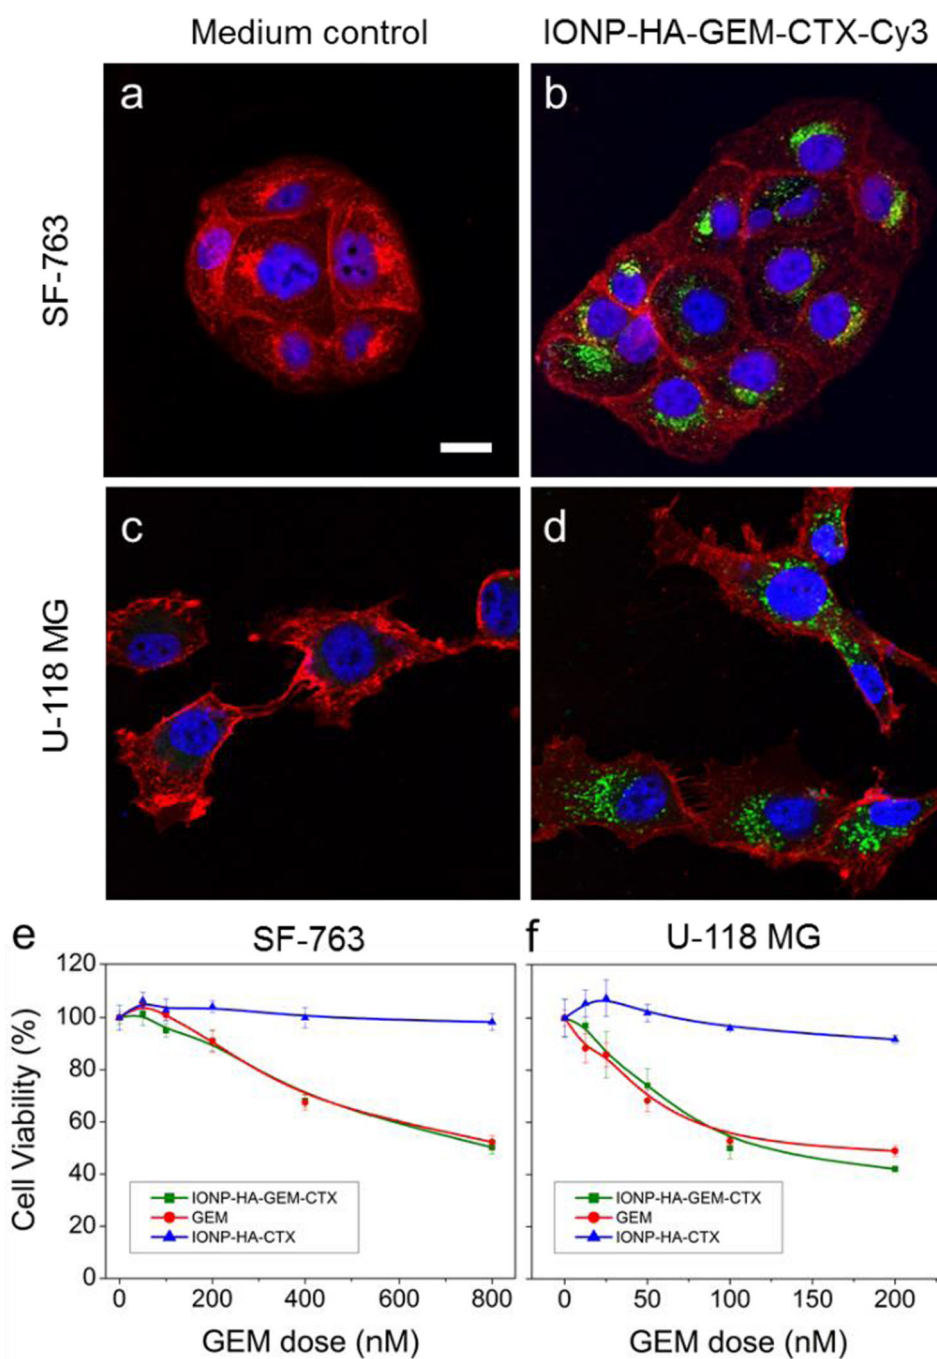 Medium control IONP-HA-GEM-CTX-Cy3
a b
SF-763
c d
U-118 MG
e SF-763 f U-118 MG
120
100
80
60
40
20
0
Cell Viability (%)
IONP-HA-GEM-CTX
GEM
IONP-HA-CTX
IONP-HA-GEM-CTX
GEM
IONP-HA-CTX
0 200 400 600 800 0 50 100 150 200
GEM dose (nM) GEM dose (nM)